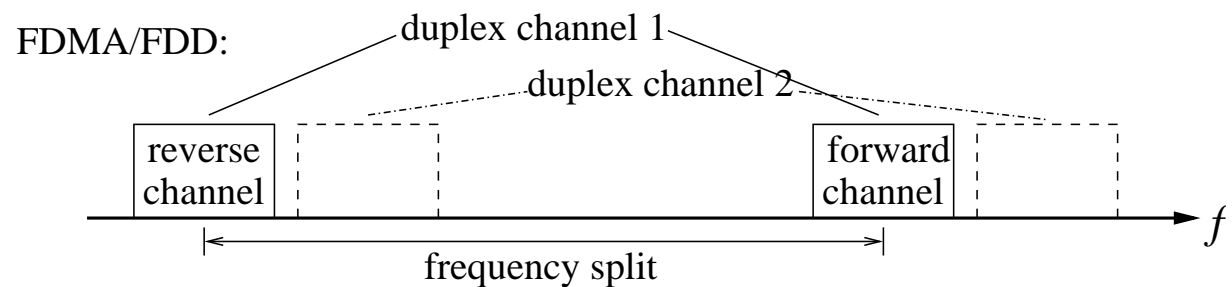 FDMA/FDD:
duplex channel 1
duplex channel 2
reverse
channel
forward
channel
f
frequency split